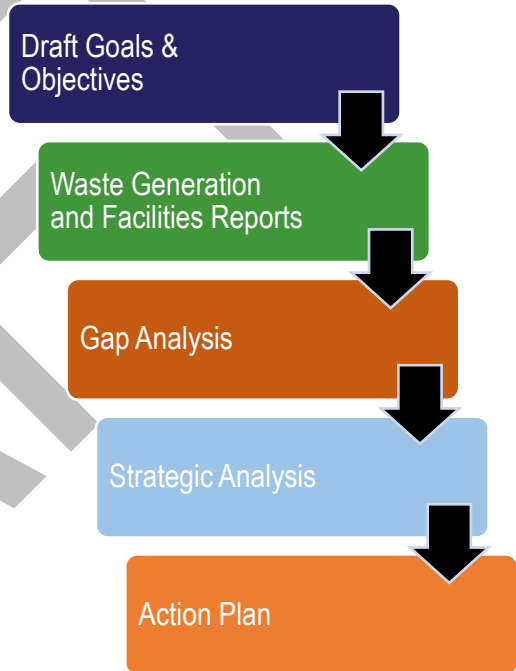 Draft Goals &
Objectives
Waste Generation
and Facilities Reports
Gap Analysis
Strategic Analysis
Action Plan